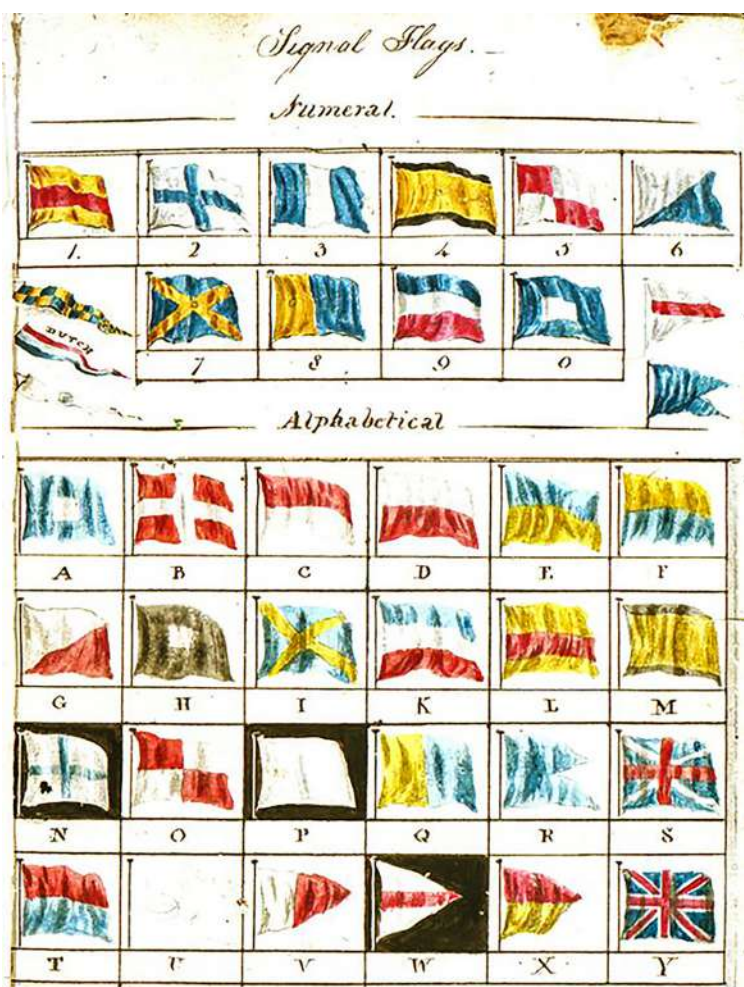 Signal Flags.
Numeral.
1. 2 3 4 5 6
DUTCH
7 8 9 0
Alphabetical
A B C D E F
G H I K L M
N O P Q R S
T U V W X Y